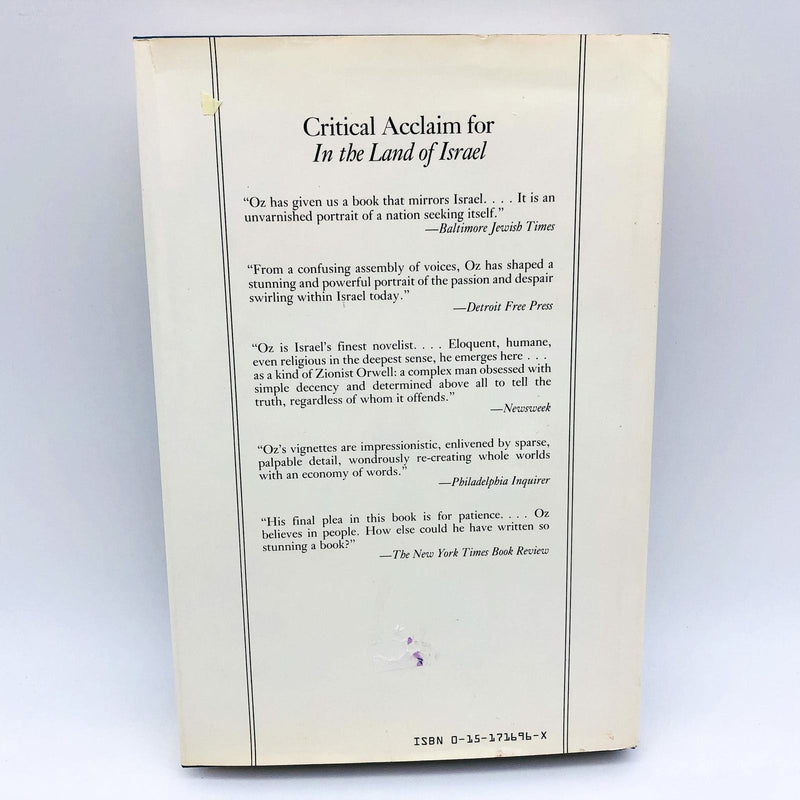 Critical Acclaim for
In the Land of Israel
“Oz has given us a book that mirrors Israel. . . . It is an
unvarnished portrait of a nation seeking itself.”
—Baltimore Jewish Times
“From a confusing assembly of voices, Oz has shaped a
stunning and powerful portrait of the passion and despair
swirling within Israel today.”
—Detroit Free Press
“Oz is Israel’s finest novelist. . . . Eloquent, humane,
even religious in the deepest sense, he emerges here . . .
as a kind of Zionist Orwell: a complex man obsessed with
simple decency and determined above all to tell the
truth, regardless of whom it offends.”
—Newsweek
“Oz’s vignettes are impressionistic, enlivened by sparse,
palpable detail, wondrously re-creating whole worlds
with an economy of words.”
—Philadelphia Inquirer
“His final plea in this book is for patience. . . . Oz
believes in people. How else could he have written so
stunning a book?”
—The New York Times Book Review
ISBN 0-15-171696-X